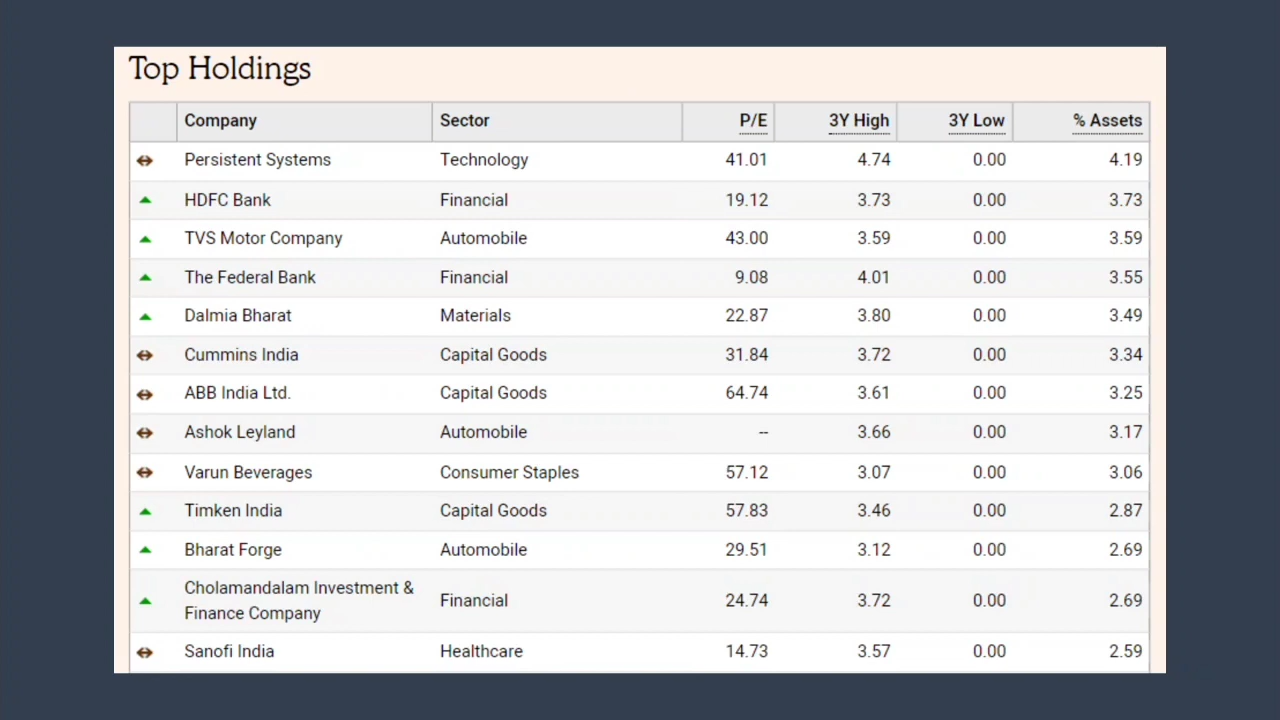 Top Holdings
Company Sector P/E 3Y High 3Y Low % Assets
Persistent Systems Technology 41.01 4.74 0.00 4.19
HDFC Bank Financial 19.12 3.73 0.00 3.73
TVS Motor Company Automobile 43.00 3.59 0.00 3.59
The Federal Bank Financial 9.08 4.01 0.00 3.55
Dalmia Bharat Materials 22.87 3.80 0.00 3.49
Cummins India Capital Goods 31.84 3.72 0.00 3.34
ABB India Ltd. Capital Goods 64.74 3.61 0.00 3.25
Ashok Leyland Automobile -- 3.66 0.00 3.17
Varun Beverages Consumer Staples 57.12 3.07 0.00 3.06
Timken India Capital Goods 57.83 3.46 0.00 2.87
Bharat Forge Automobile 29.51 3.12 0.00 2.69
Cholamandalam Investment &
Finance Company Financial 24.74 3.72 0.00 2.69
Sanofi India Healthcare 14.73 3.57 0.00 2.59